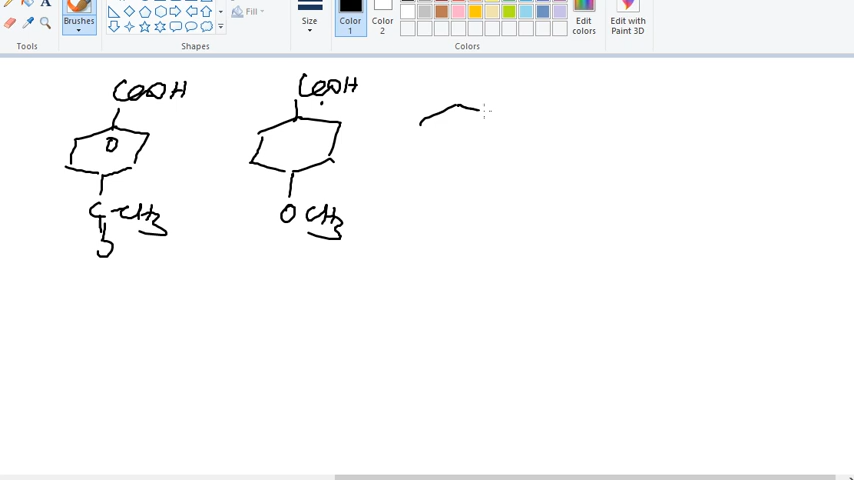 Brushes
Size
Color
1
Color
2
Fill
Edit
colors
Edit with
Paint 3D
Tools
Shapes
Colors
COOH
COOH
C-CH3
O
OCH3